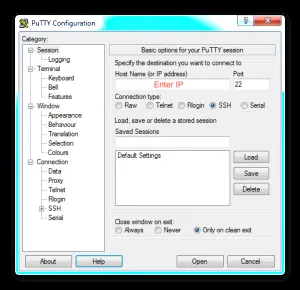 PuTTY Configuration
Category:
Session
Logging
Terminal
Keyboard
Bell
Features
Window
Appearance
Behaviour
Translation
Selection
Colours
Connection
Data
Proxy
Telnet
Rlogin
SSH
Serial
Basic options for your PuTTY session
Specify the destination you want to connect to
Host Name (or IP address) Port
Enter IP 22
Connection type:
Raw Telnet Rlogin SSH Serial
Load, save or delete a stored session
Saved Sessions
Default Settings
Load
Save
Delete
Close window on exit:
Always Never Only on clean exit
About Help Open Cancel